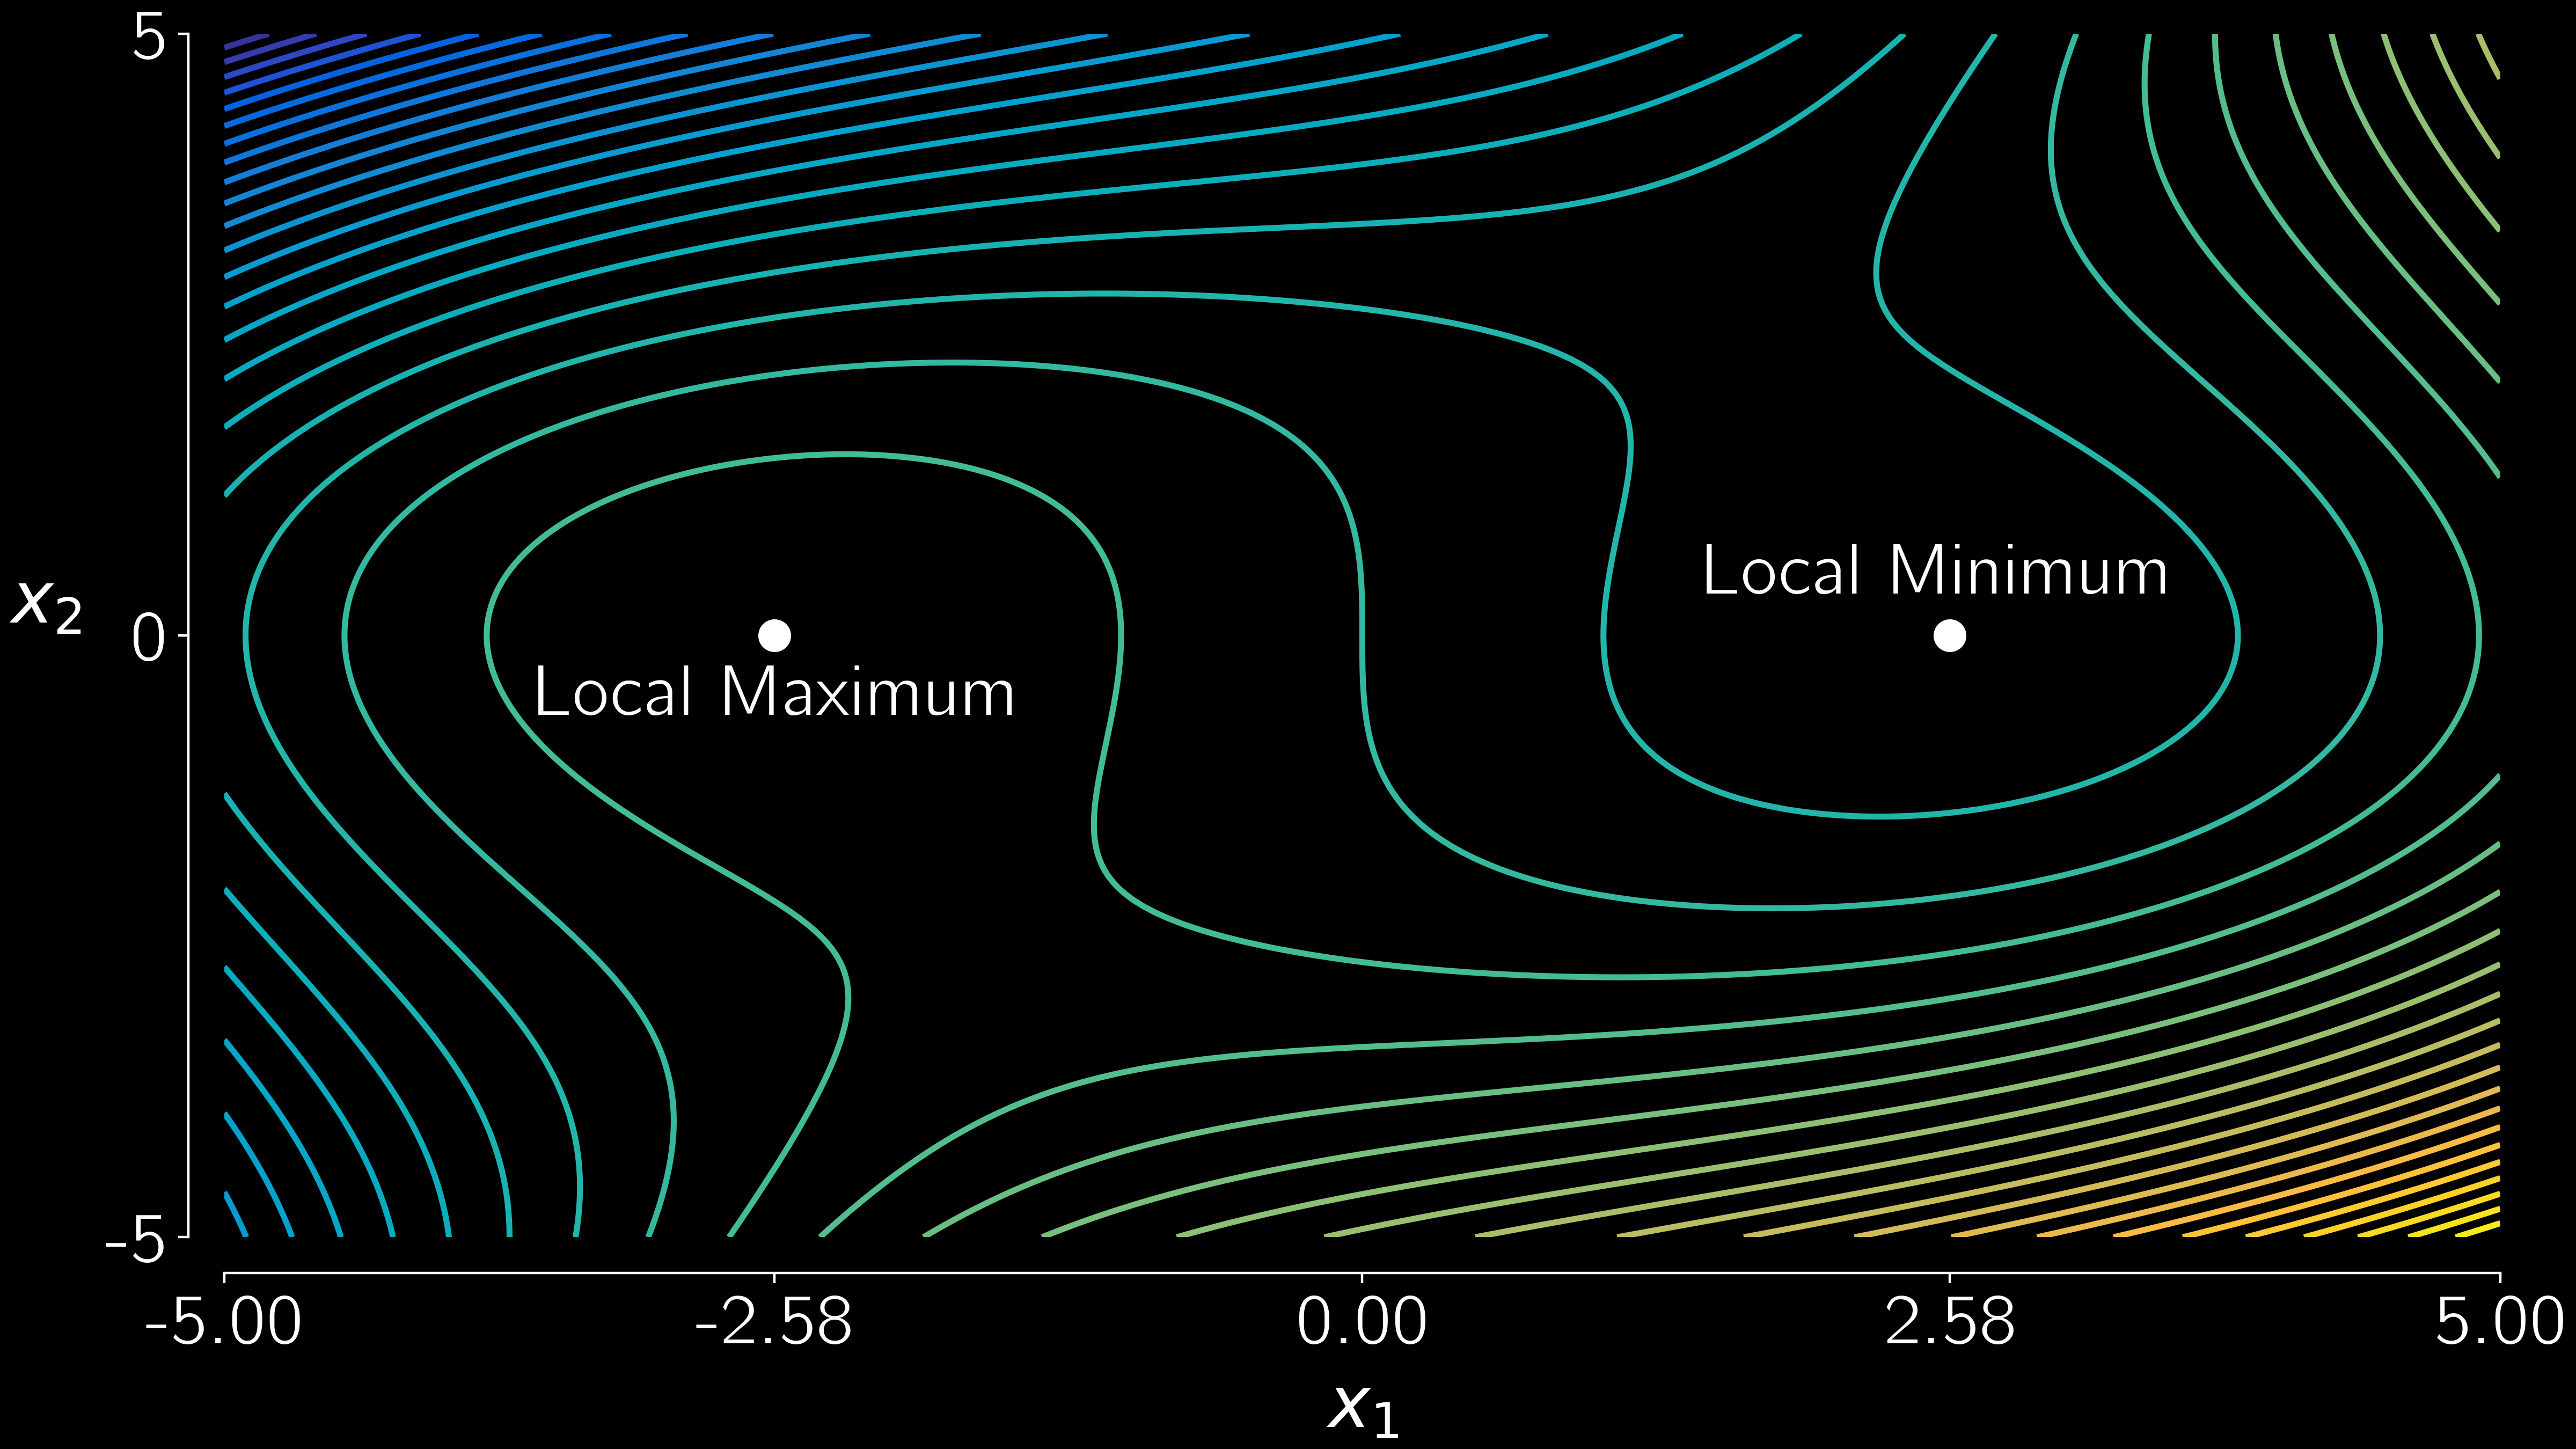 5
x₂
0
-5
Local Maximum
Local Minimum
-5.00 -2.58 0.00 2.58 5.00
x₁